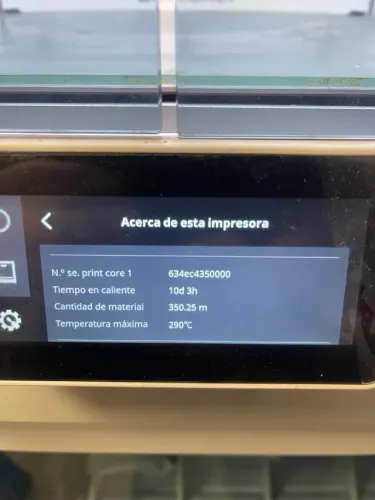 Acerca de esta impresora
N.º se. print core 1 634ec4350000
Tiempo en caliente 10d 3h
Cantidad de material 350.25 m
Temperatura máxima 290°C